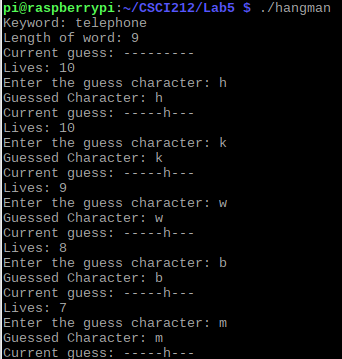 pi@raspberrypi:~/CSCI212/Lab5 $ ./hangman
Keyword: telephone
Length of word: 9
Current guess: ---------
Lives: 10
Enter the guess character: h
Guessed Character: h
Current guess: -----h---
Lives: 10
Enter the guess character: k
Guessed Character: k
Current guess: -----h---
Lives: 9
Enter the guess character: w
Guessed Character: w
Current guess: -----h---
Lives: 8
Enter the guess character: b
Guessed Character: b
Current guess: -----h---
Lives: 7
Enter the guess character: m
Guessed Character: m
Current guess: -----h---